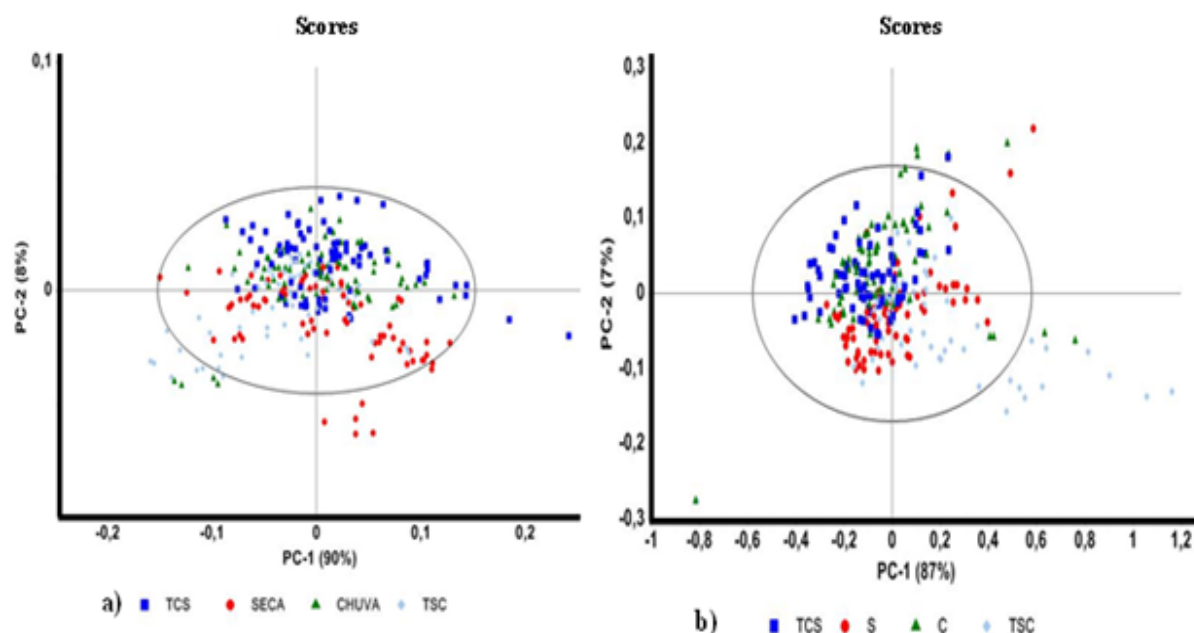 Scores
0,1
0
PC-2 (8%)
-0,2 -0,1 0 0,1 0,2
PC-1 (90%)
a) TCS SECA CHUVA TSC
Scores
0,3
0,2
0,1
0
-0,1
-0,2
-0,3
PC-2 (7%)
-1 -0,8 -0,6 -0,4 -0,2 0 0,2 0,4 0,6 0,8 1 1,2
PC-1 (87%)
b) TCS S C TSC